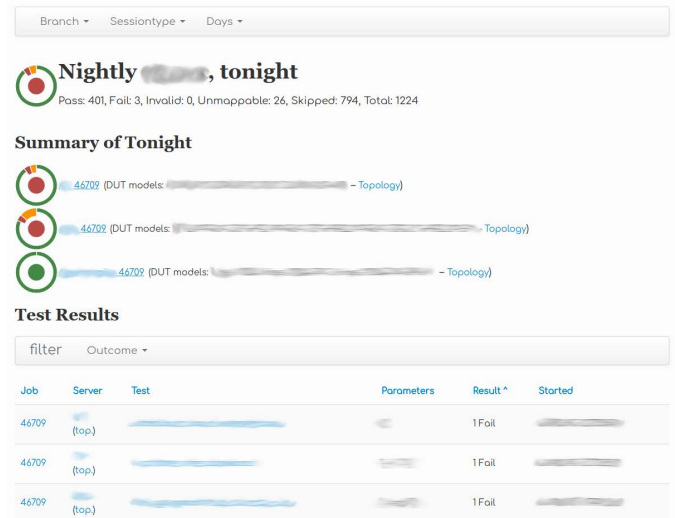 Branch Sessiontype Days
Nightly , tonight
Pass: 401, Fail: 3, Invalid: 0, Unmappable: 26, Skipped: 794, Total: 1224
Summary of Tonight
46709 (DUT models: – Topology)
46709 (DUT models: Topology)
46709 (DUT models: – Topology)
Test Results
filter Outcome
Job Server Test Parameters Result ^ Started
46709 (top.) 1 Fail
46709 (top.) 1 Fail
46709 (top.) 1 Fail